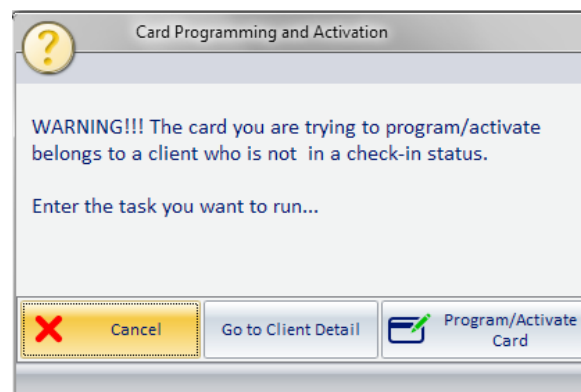 Card Programming and Activation
WARNING!!! The card you are trying to program/activate
belongs to a client who is not in a check-in status.
Enter the task you want to run...
Cancel
Go to Client Detail
Program/Activate
Card